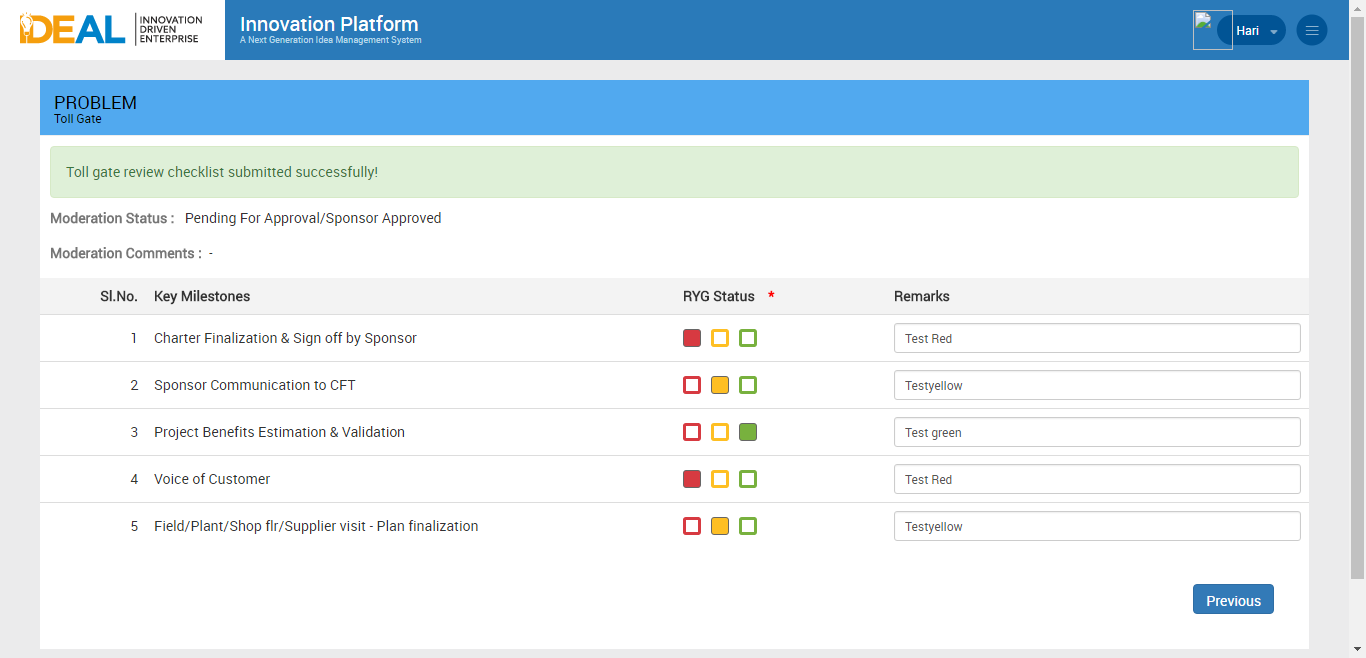 IDEAL
INNOVATION
DRIVEN
ENTERPRISE
Innovation Platform
A Next Generation Idea Management System
Hari
PROBLEM
Toll Gate
Toll gate review checklist submitted successfully!
Moderation Status : Pending For Approval/Sponsor Approved
Moderation Comments : -
Sl.No. Key Milestones RYG Status * Remarks
1 Charter Finalization & Sign off by Sponsor Test Red
2 Sponsor Communication to CFT Testyellow
3 Project Benefits Estimation & Validation Test green
4 Voice of Customer Test Red
5 Field/Plant/Shop flr/Supplier visit - Plan finalization Testyellow
Previous